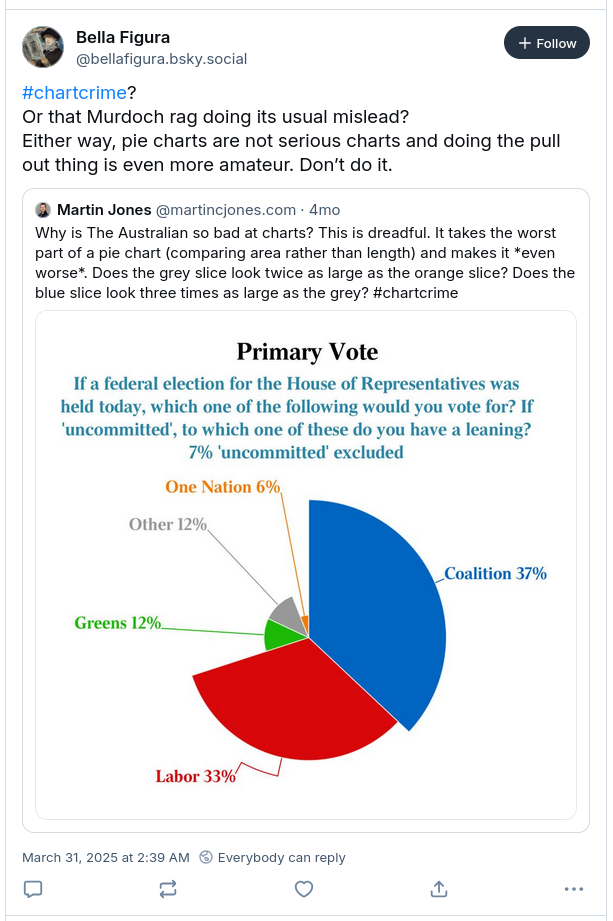 Bella Figura
@bellafigura.bsky.social
+ Follow
#chartcrime?
Or that Murdoch rag doing its usual mislead?
Either way, pie charts are not serious charts and doing the pull
out thing is even more amateur. Don’t do it.
Martin Jones @martincjones.com · 4mo
Why is The Australian so bad at charts? This is dreadful. It takes the worst
part of a pie chart (comparing area rather than length) and makes it *even
worse*. Does the grey slice look twice as large as the orange slice? Does the
blue slice look three times as large as the grey? #chartcrime
Primary Vote
If a federal election for the House of Representatives was
held today, which one of the following would you vote for? If
'uncommitted', to which one of these do you have a leaning?
7% 'uncommitted' excluded
One Nation 6%
Other 12%
Coalition 37%
Greens 12%
Labor 33%
March 31, 2025 at 2:39 AM Everybody can reply